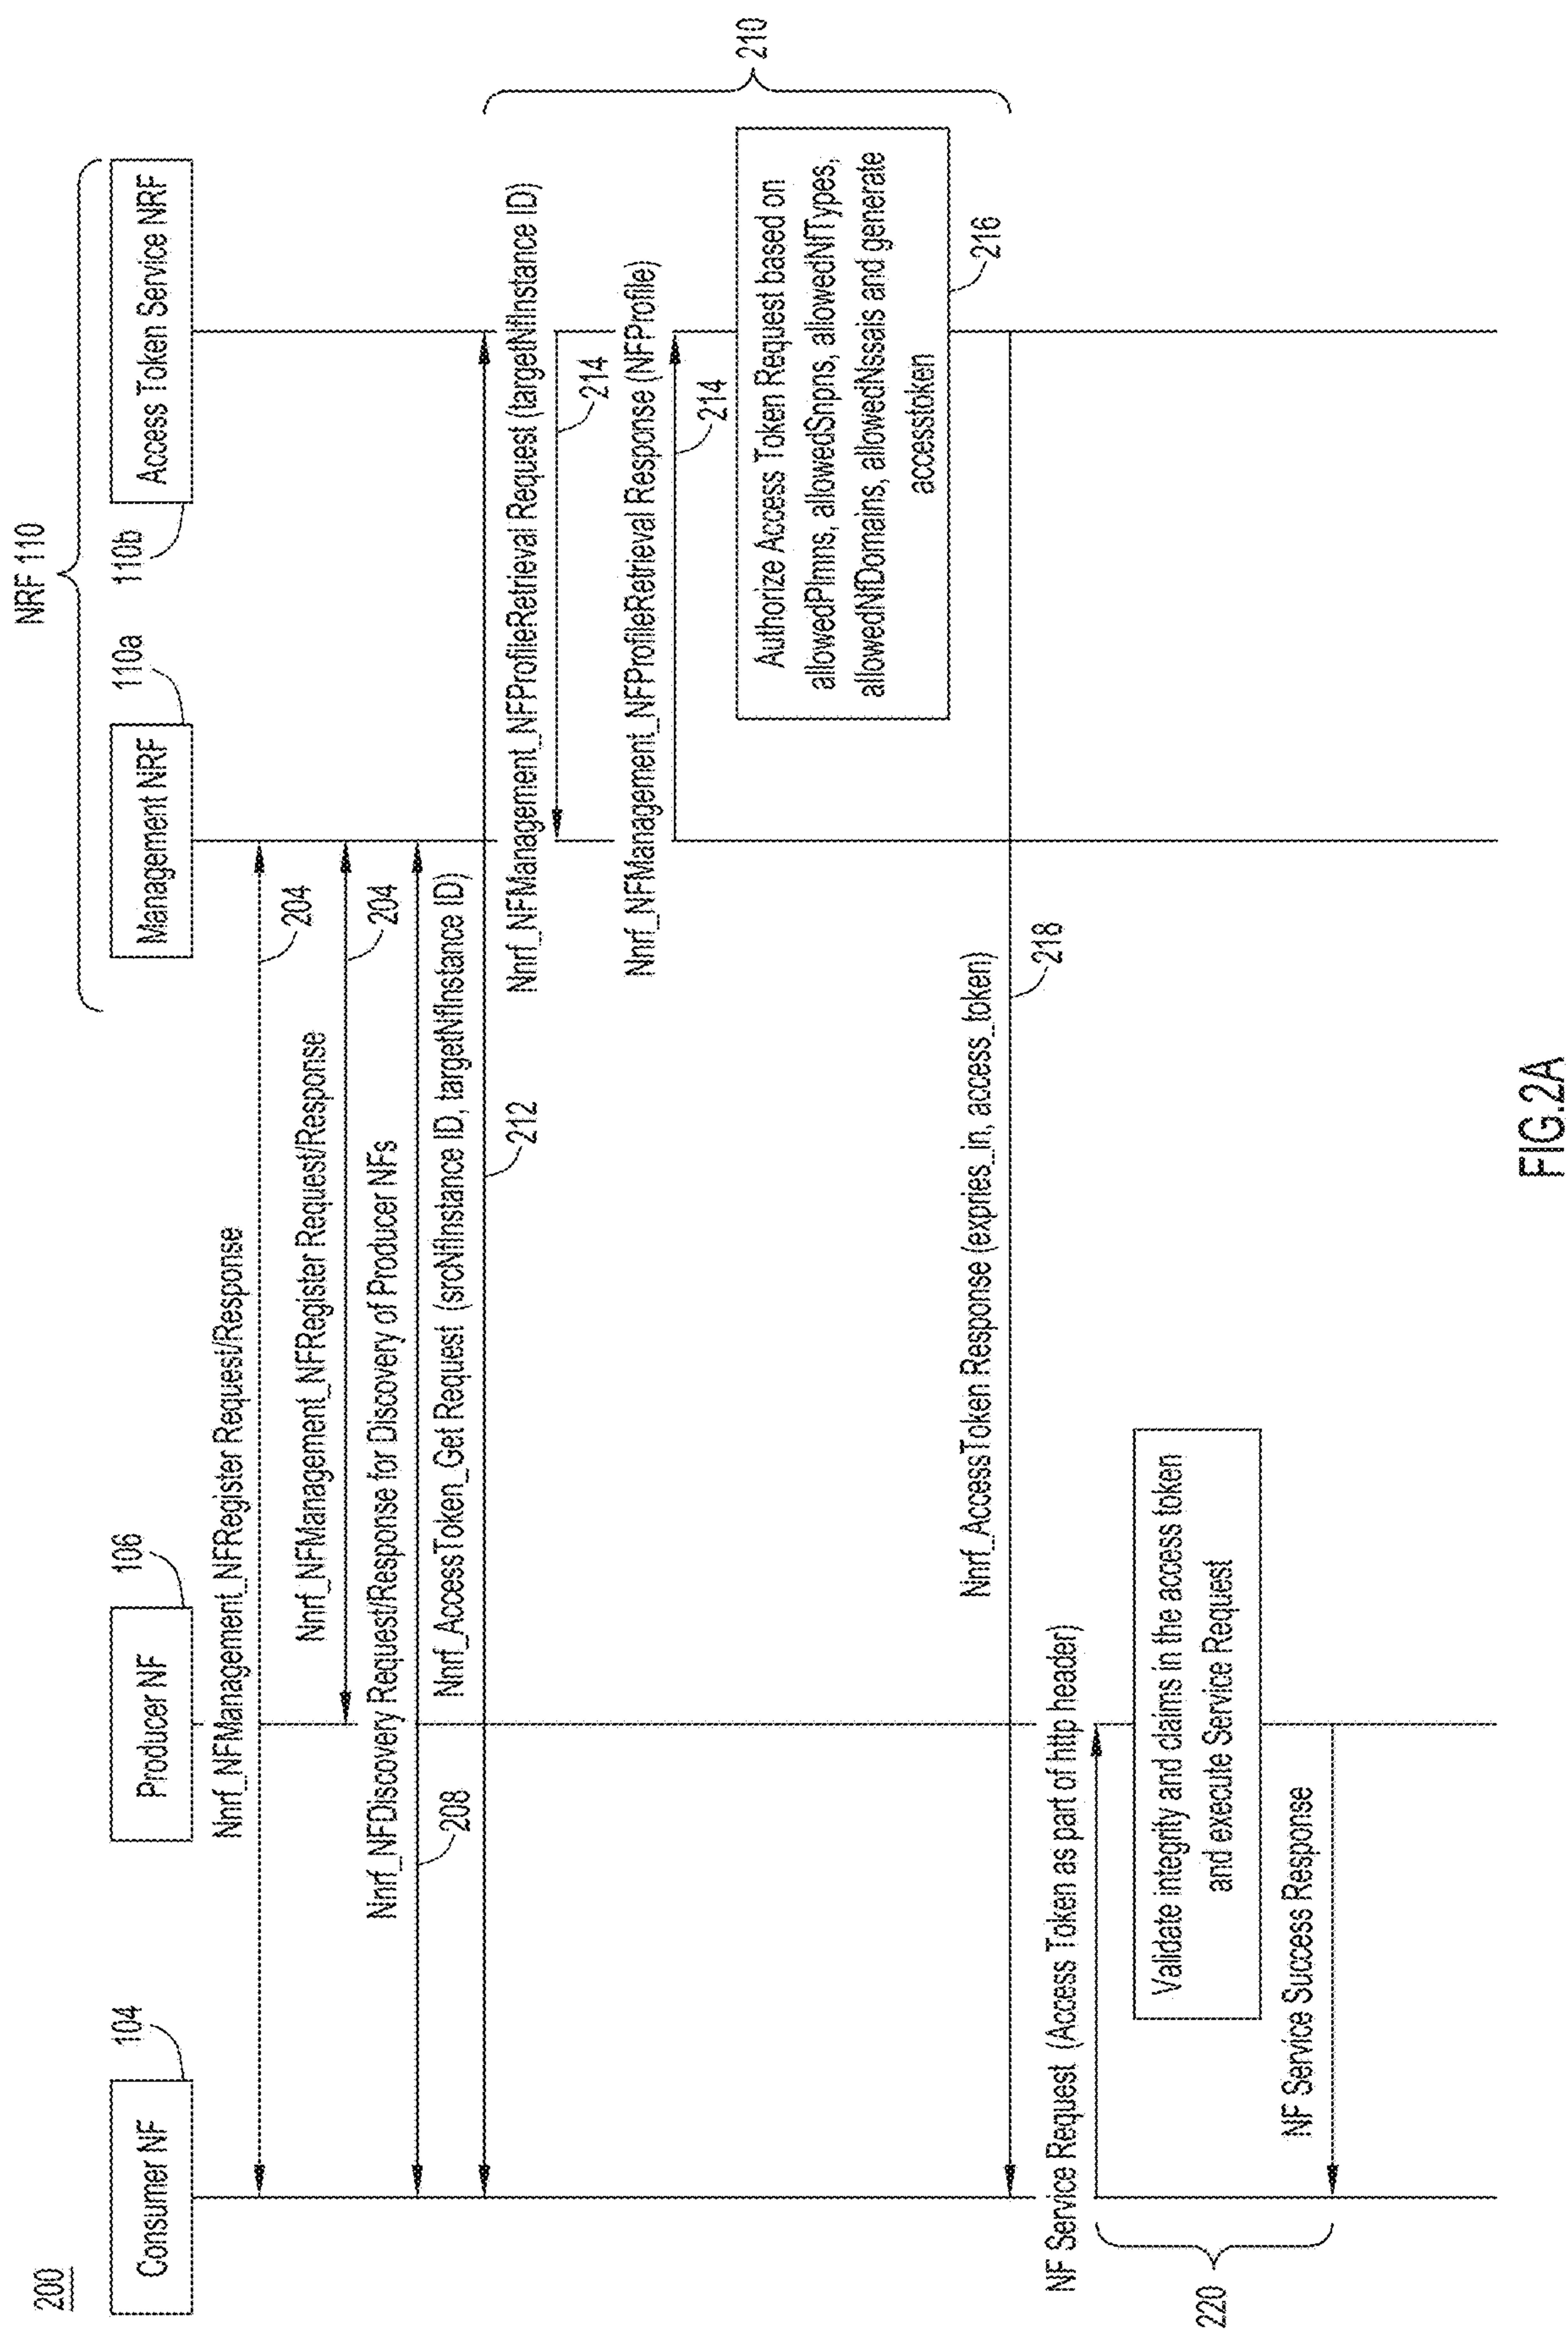 200
NRF 110
Consumer NF
104
Producer NF
106
Management NRF
110a
Access Token Service NRF
110b
Nnrf_NFManagement_NFRegister Request/Response
204
Nnrf_NFManagement_NFRegister Request/Response
204
Nnrf_NFDiscovery Request/Response for Discovery of Producer NFs
208
Nnrf_AccessToken_Get Request (srcNfInstance ID, targetNfInstance ID)
212
210
Nnrf_NFManagement_NFProfileRetrieval Request (targetNfInstance ID)
214
Nnrf_NFManagement_NFProfileRetrieval Response (NFProfile)
214
Authorize Access Token Request based on
allowedPlmns, allowedSnpns, allowedNfTypes,
allowedNfDomains, allowedNssais and generate
accesstoken
216
Nnrf_AccessToken Response (expries_in, access_token)
218
NF Service Request (Access Token as part of http header)
Validate integrity and claims in the access token
and execute Service Request
NF Service Success Response
220
FIG.2A